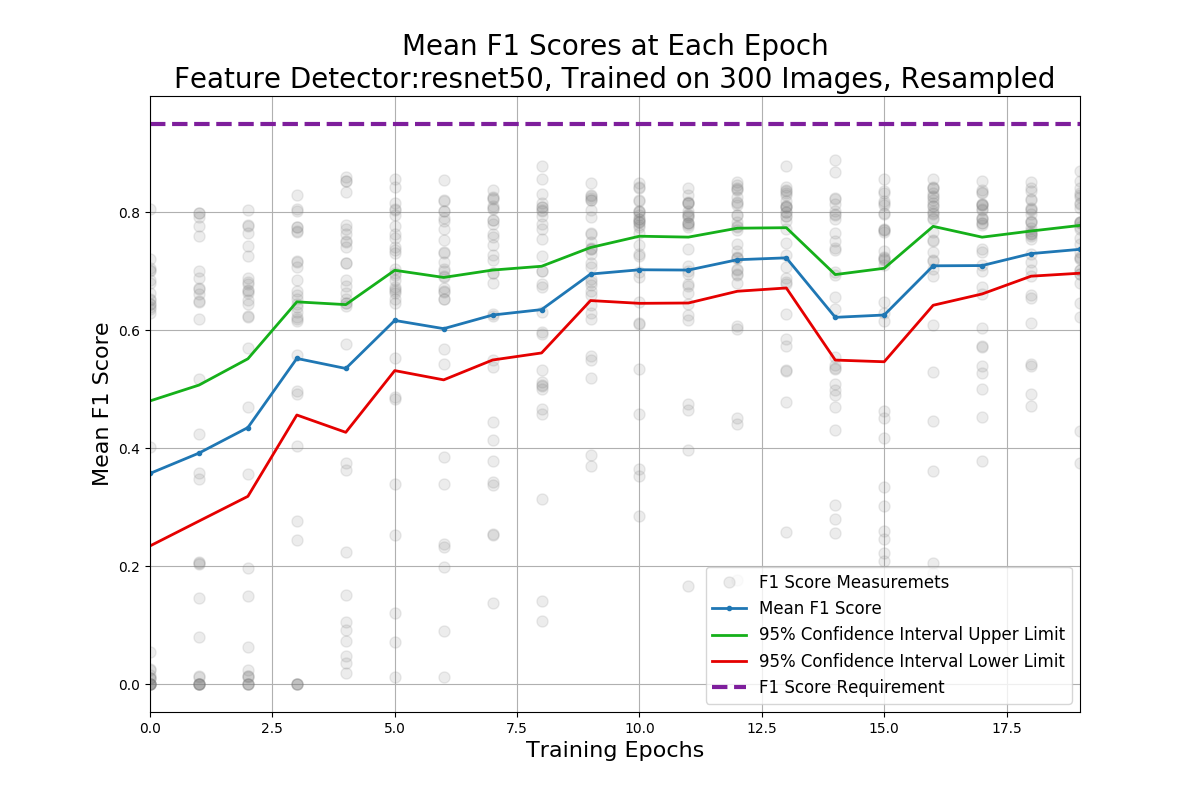 Mean F1 Scores at Each Epoch
Feature Detector:resnet50, Trained on 300 Images, Resampled
Mean F1 Score
0.8
0.6
0.4
0.2
0.0
F1 Score Measuremets
Mean F1 Score
95% Confidence Interval Upper Limit
95% Confidence Interval Lower Limit
F1 Score Requirement
0.0 2.5 5.0 7.5 10.0 12.5 15.0 17.5
Training Epochs